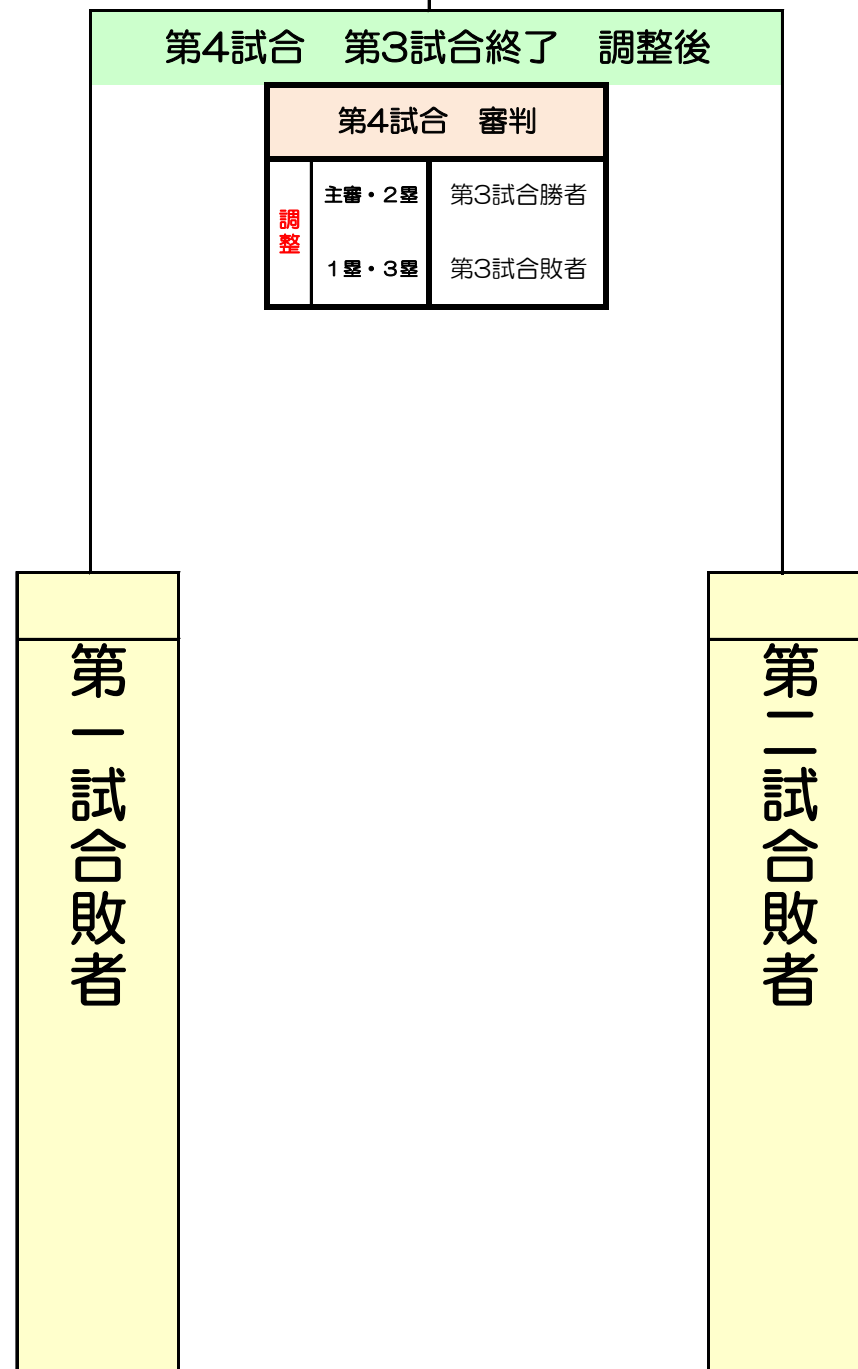 第4試合　第3試合終了　調整後
第4試合　審判
調整
主審・２塁
第3試合勝者
１塁・３塁
第3試合敗者
第一試合敗者
第二試合敗者